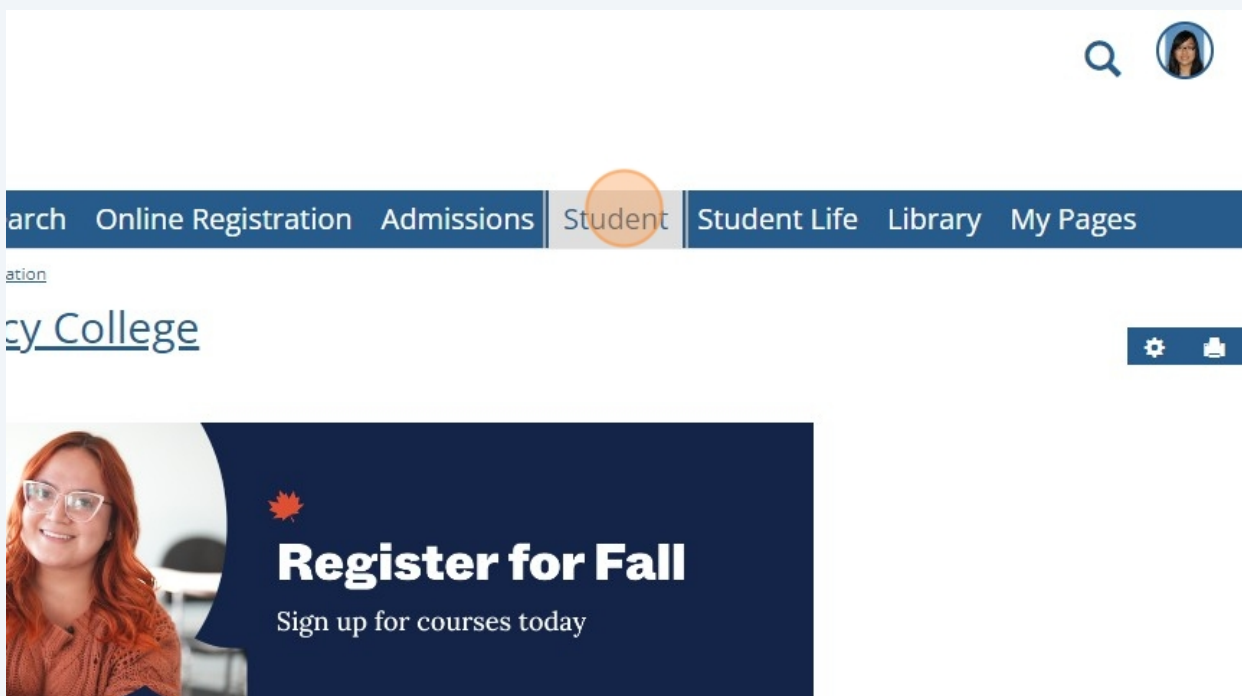 arch Online Registration Admissions Student Student Life Library My Pages
ation
cy College
Register for Fall
Sign up for courses today